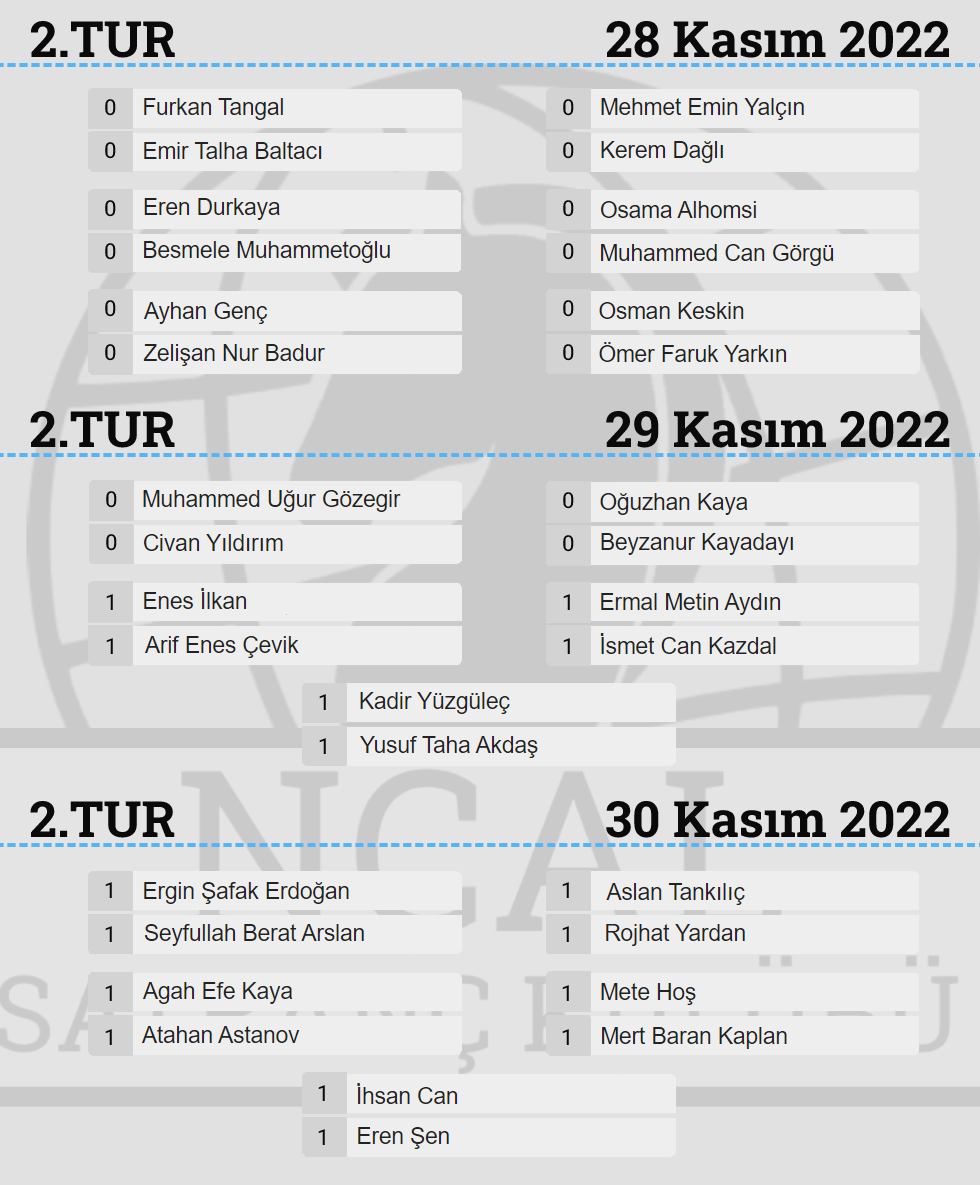 2.TUR 28 Kasım 2022
0 Furkan Tangal
0 Emir Talha Baltacı
0 Mehmet Emin Yalçın
0 Kerem Dağlı
0 Eren Durkaya
0 Besmele Muhammetoğlu
0 Osama Alhomsi
0 Muhammed Can Görgü
0 Ayhan Genç
0 Zelişan Nur Badur
0 Osman Keskin
0 Ömer Faruk Yarkın
2.TUR 29 Kasım 2022
0 Muhammed Uğur Gözegir
0 Civan Yıldırım
0 Oğuzhan Kaya
0 Beyzanur Kayadayı
1 Enes İlkan
1 Arif Enes Çevik
1 Ermal Metin Aydın
1 İsmet Can Kazdal
1 Kadir Yüzgüleç
1 Yusuf Taha Akdaş
NÇAL
2.TUR 30 Kasım 2022
1 Ergin Şafak Erdoğan
1 Seyfullah Berat Arslan
1 Aslan Tankılıç
1 Rojhat Yardan
1 Agah Efe Kaya
1 Atahan Astanov
1 Mete Hoş
1 Mert Baran Kaplan
SATRANÇ KULÜBÜ
1 İhsan Can
1 Eren Şen